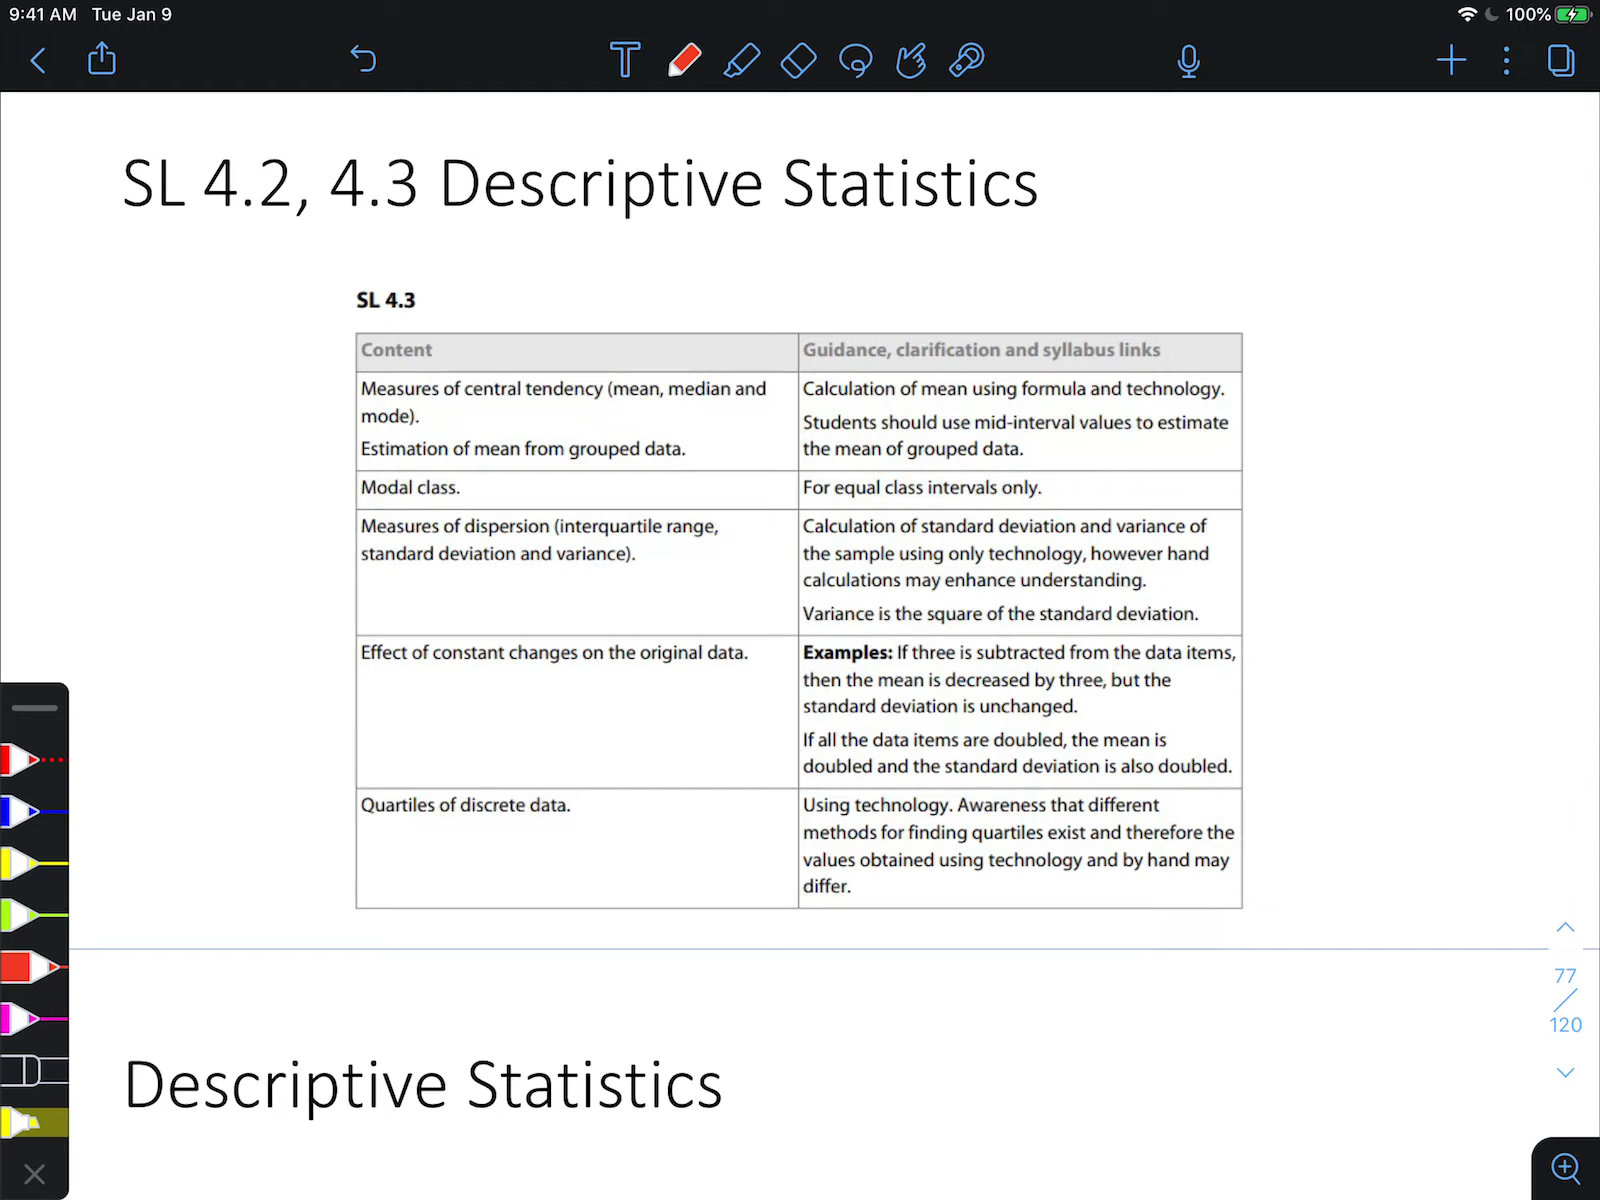 9:41 AM Tue Jan 9
100%
SL 4.2, 4.3 Descriptive Statistics
SL 4.3
Content
Guidance, clarification and syllabus links
Measures of central tendency (mean, median and
mode).
Estimation of mean from grouped data.
Calculation of mean using formula and technology.
Students should use mid-interval values to estimate
the mean of grouped data.
Modal class.
For equal class intervals only.
Measures of dispersion (interquartile range,
standard deviation and variance).
Calculation of standard deviation and variance of
the sample using only technology, however hand
calculations may enhance understanding.
Variance is the square of the standard deviation.
Effect of constant changes on the original data.
Examples: If three is subtracted from the data items,
then the mean is decreased by three, but the
standard deviation is unchanged.
If all the data items are doubled, the mean is
doubled and the standard deviation is also doubled.
Quartiles of discrete data.
Using technology. Awareness that different
methods for finding quartiles exist and therefore the
values obtained using technology and by hand may
differ.
77
/
120
Descriptive Statistics